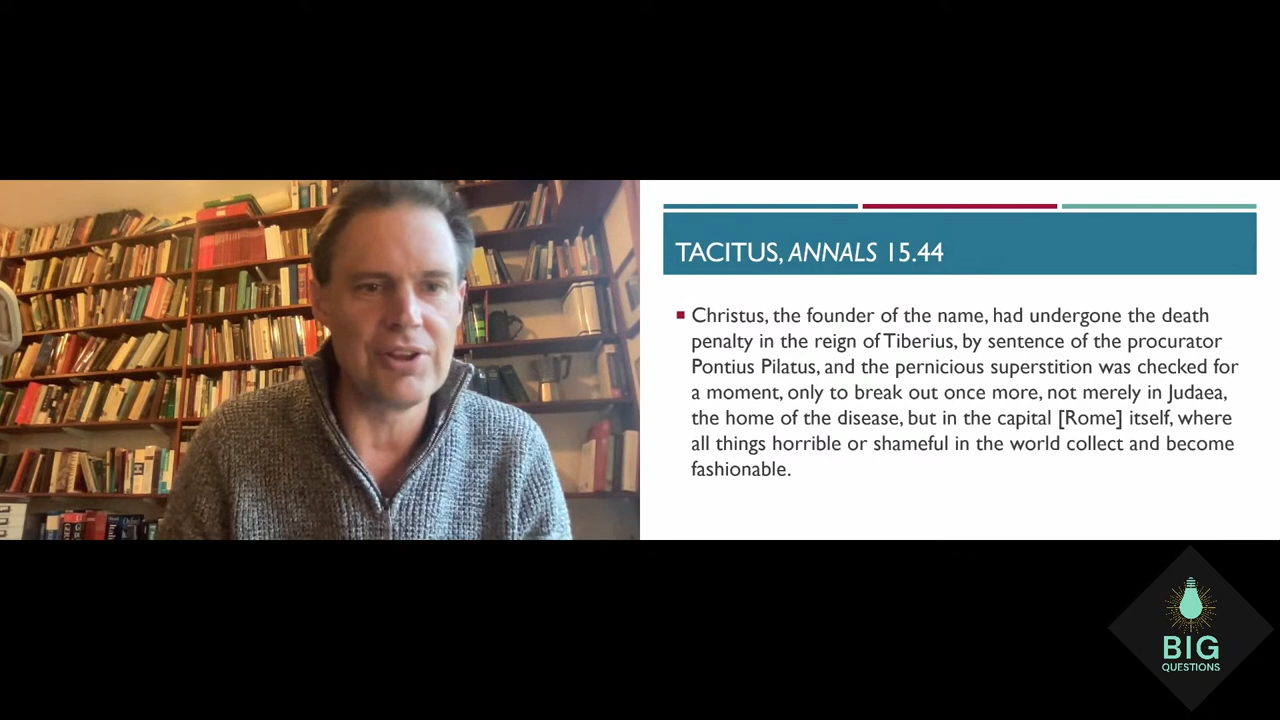 TACITUS, ANNALS 15.44
Christus, the founder of the name, had undergone the death
penalty in the reign of Tiberius, by sentence of the procurator
Pontius Pilatus, and the pernicious superstition was checked for
a moment, only to break out once more, not merely in Judaea,
the home of the disease, but in the capital [Rome] itself, where
all things horrible or shameful in the world collect and become
fashionable.
BIG
QUESTIONS